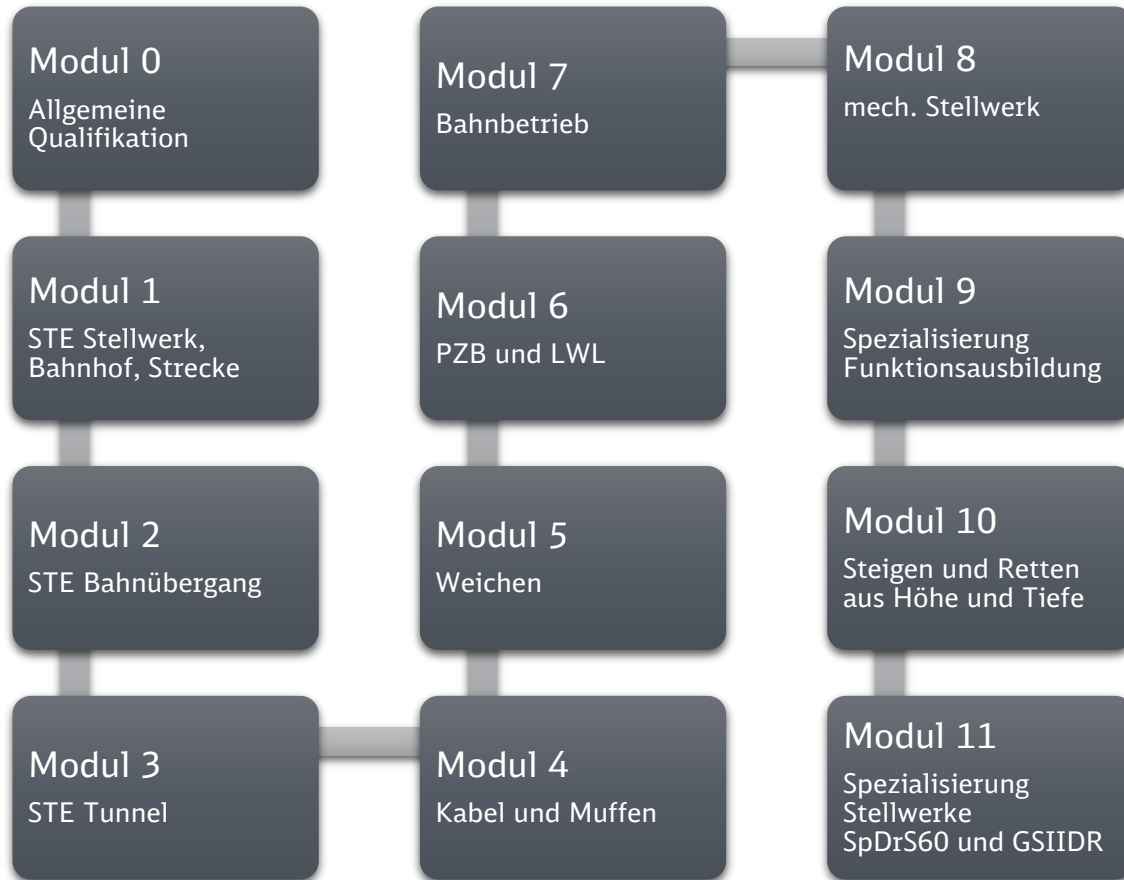 Modul 0
Allgemeine
Qualifikation
Modul 1
STE Stellwerk,
Bahnhof, Strecke
Modul 2
STE Bahnübergang
Modul 3
STE Tunnel
Modul 4
Kabel und Muffen
Modul 5
Weichen
Modul 6
PZB und LWL
Modul 7
Bahnbetrieb
Modul 8
mech. Stellwerk
Modul 9
Spezialisierung
Funktionsausbildung
Modul 10
Steigen und Retten
aus Höhe und Tiefe
Modul 11
Spezialisierung
Stellwerke
SpDrS60 und GSIIDR